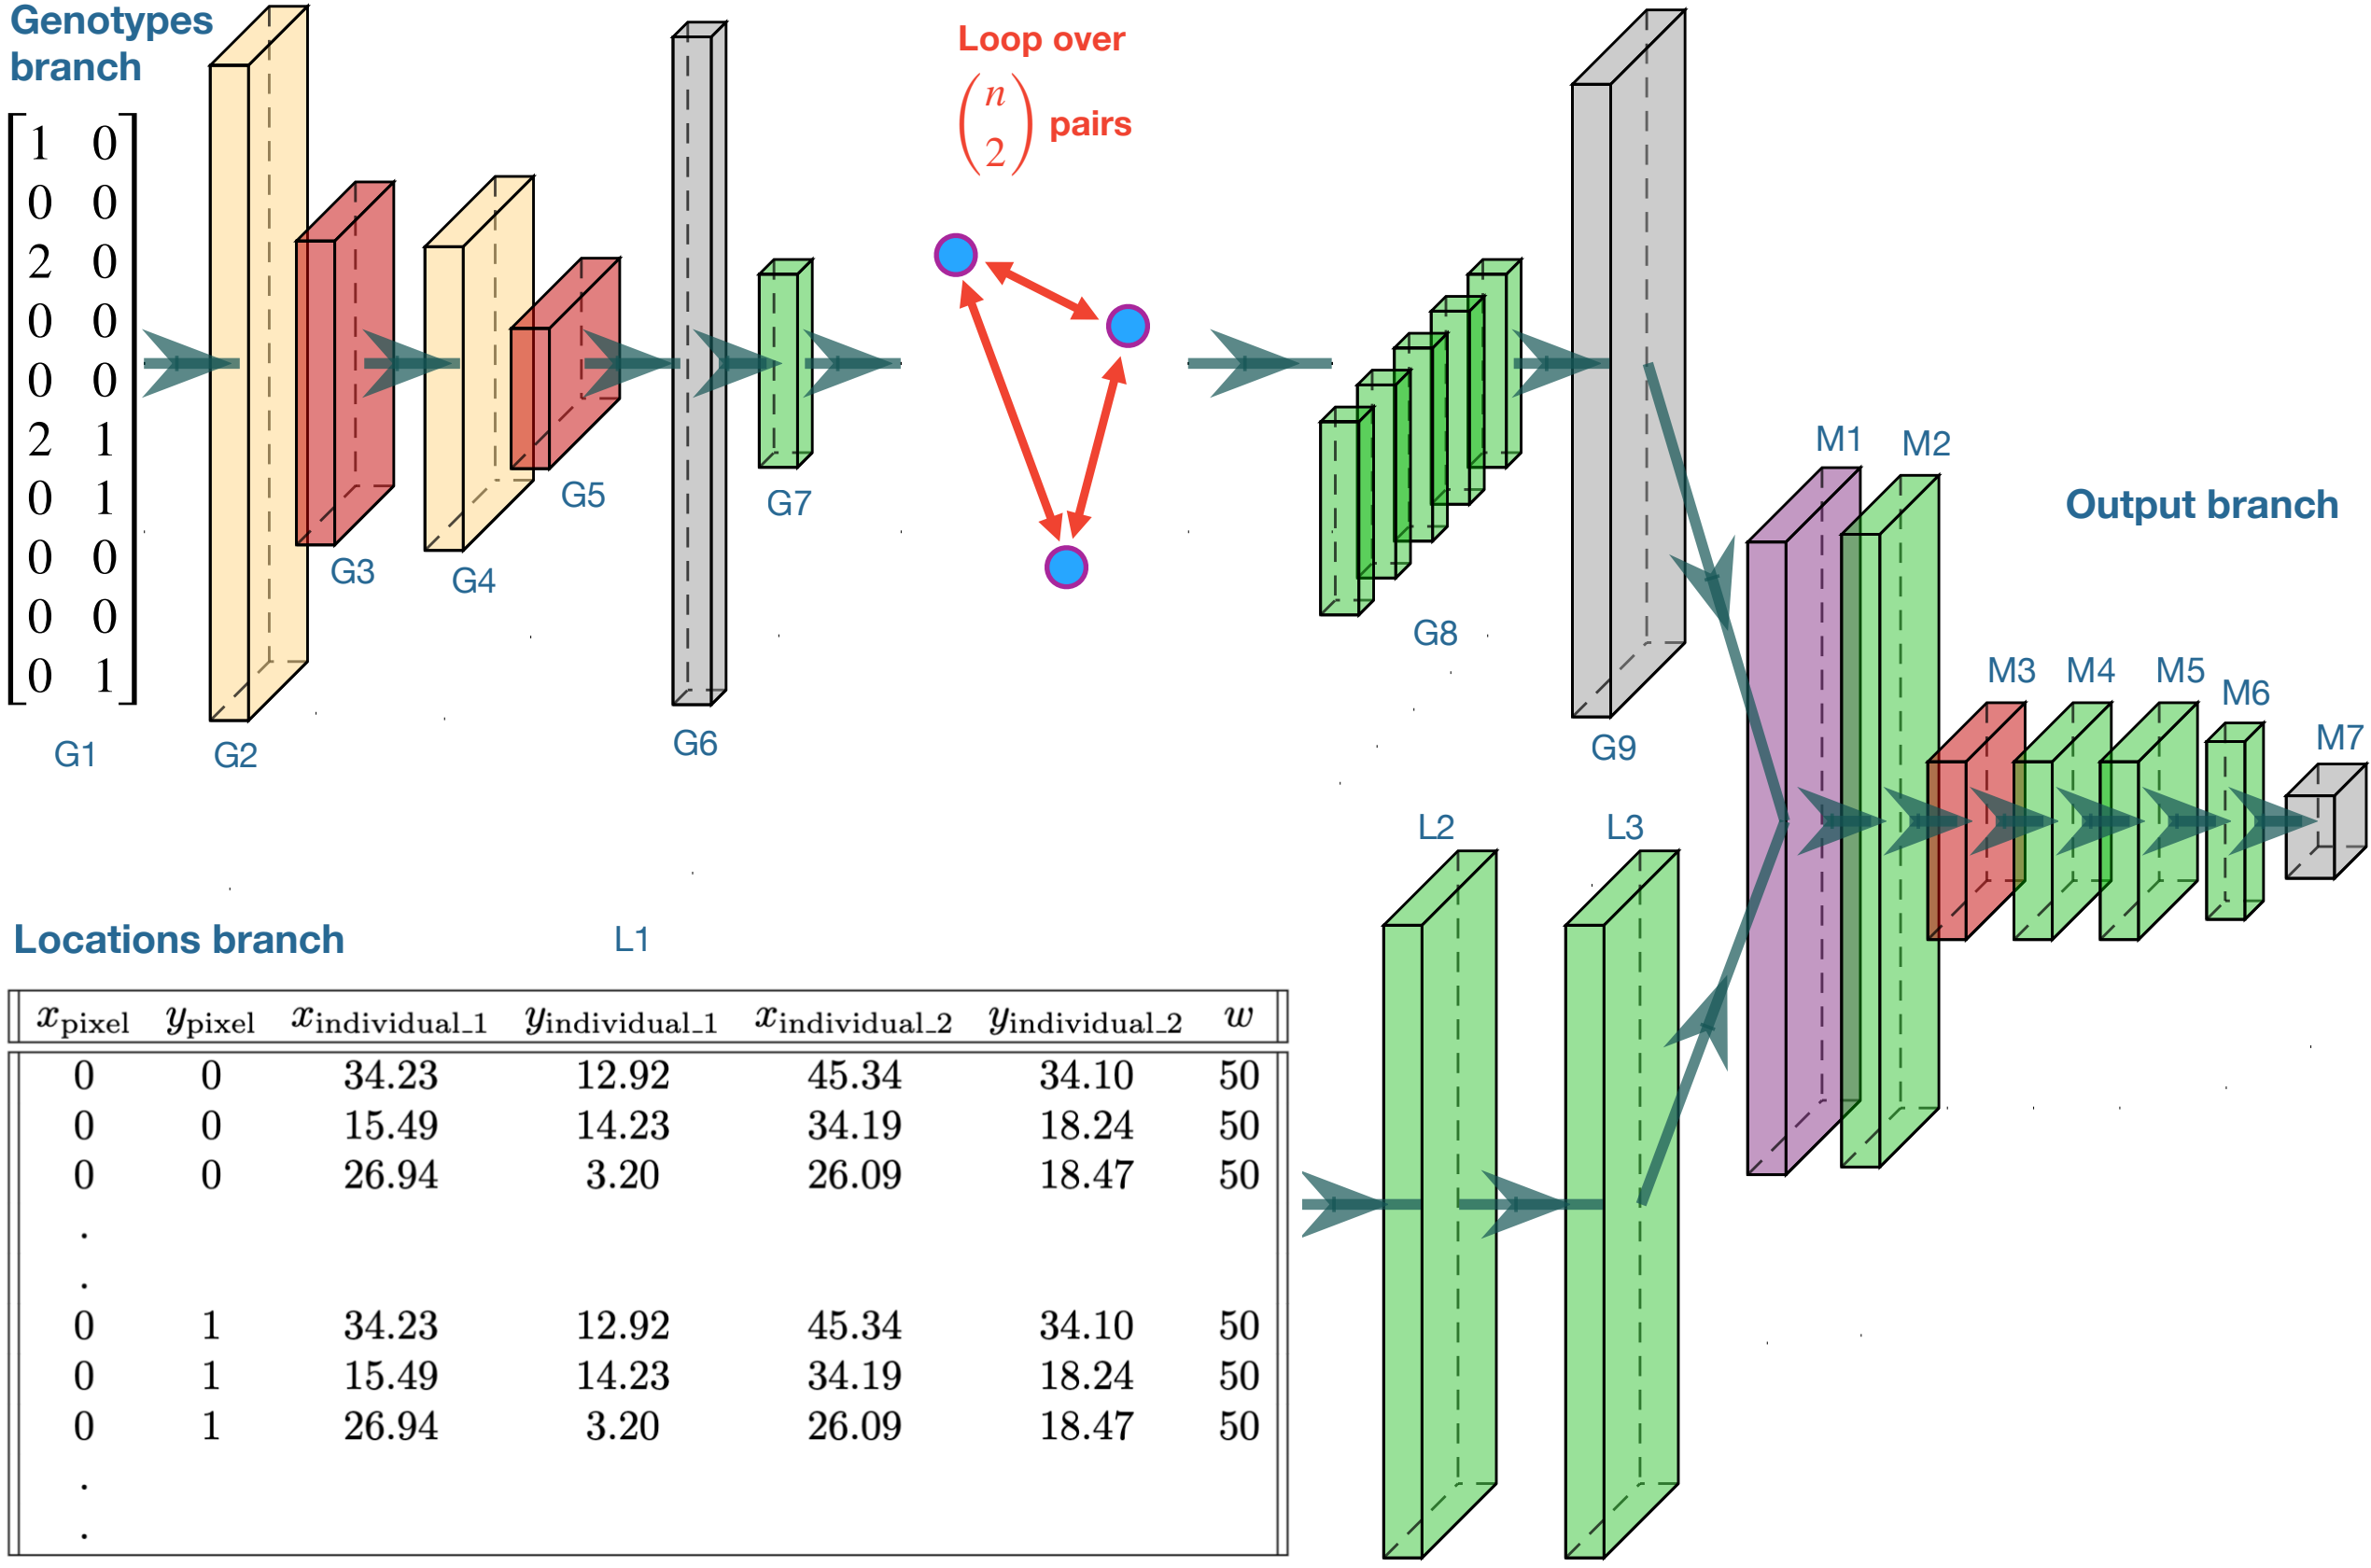 Genotypes
branch
1 0
0 0
2 0
0 0
0 0
2 1
0 1
0 0
0 0
0 1
G1
G2
G3
G4
G5
G6
G7
Loop over
(n 2) pairs
G8
G9
Locations branch
L1
x_pixel y_pixel x_individual_1 y_individual_1 x_individual_2 y_individual_2 w
0 0 34.23 12.92 45.34 34.10 50
0 0 15.49 14.23 34.19 18.24 50
0 0 26.94 3.20 26.09 18.47 50
.
.
0 1 34.23 12.92 45.34 34.10 50
0 1 15.49 14.23 34.19 18.24 50
0 1 26.94 3.20 26.09 18.47 50
.
.
L2
L3
Output branch
M1
M2
M3
M4
M5
M6
M7